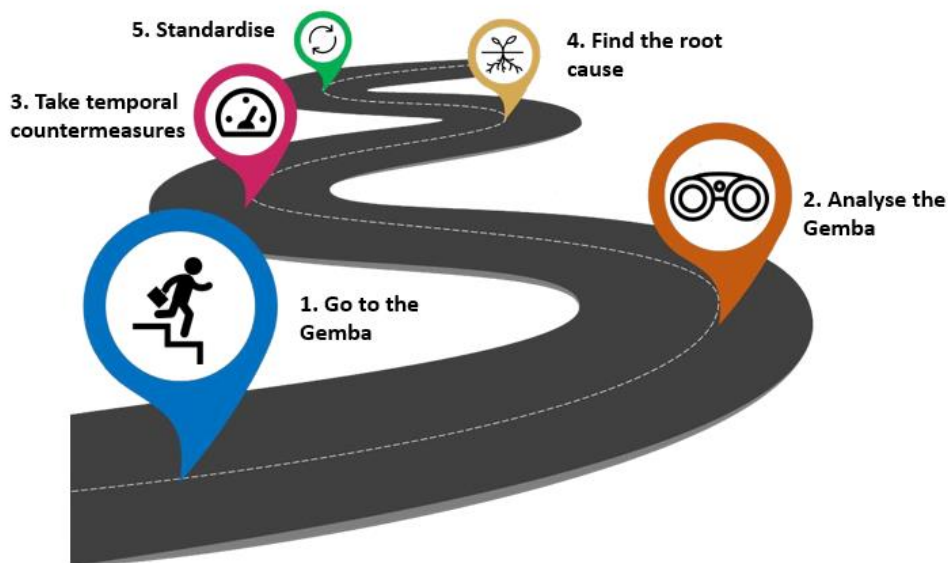 1. Go to the
Gemba
2. Analyse the
Gemba
3. Take temporal
countermeasures
4. Find the root
cause
5. Standardise